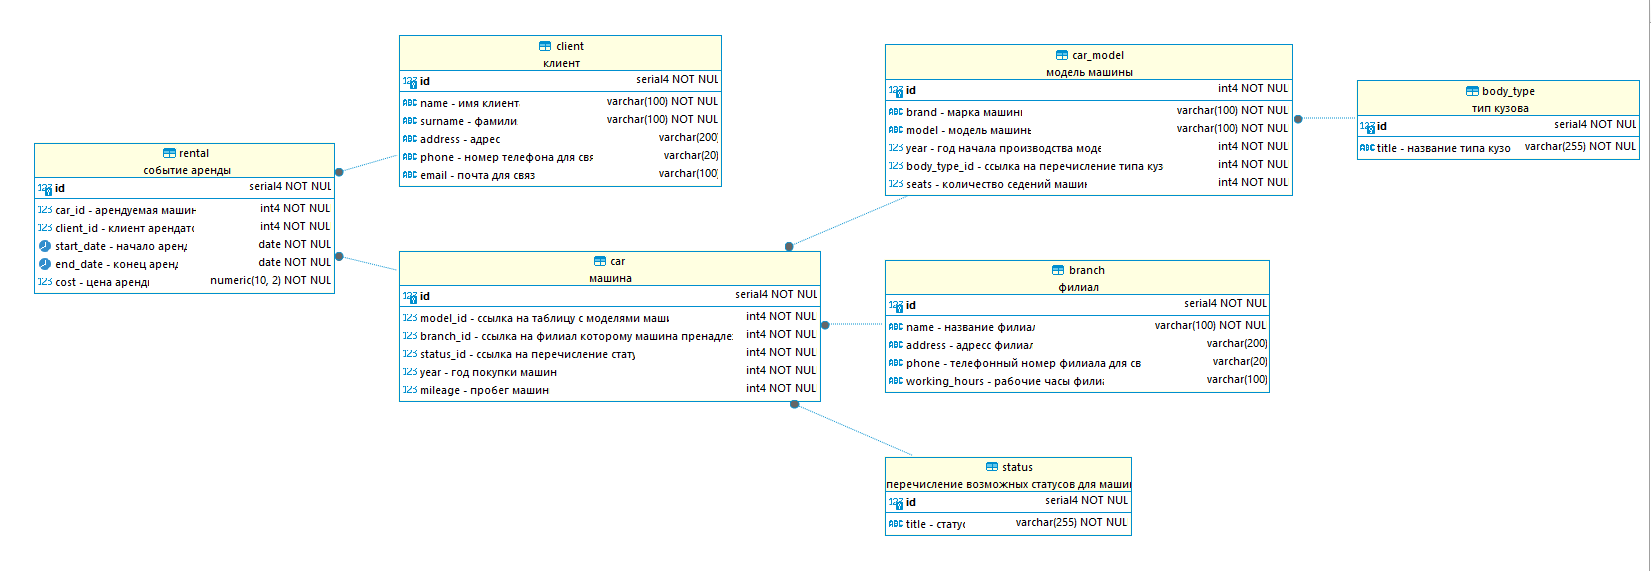 rental
событие аренды
id serial4 NOT NUL
car_id - арендуемая машин int4 NOT NUL
client_id - клиент арендатс int4 NOT NUL
start_date - начало аренд date NOT NUL
end_date - конец аренд date NOT NUL
cost - цена аренды numeric(10, 2) NOT NUL
client
клиент
id serial4 NOT NUL
name - имя клиент varchar(100) NOT NUL
surname - фамили varchar(100) NOT NUL
address - адрес varchar(200)
phone - номер телефона для свя varchar(20)
email - почта для связ varchar(100)
car
машина
id serial4 NOT NUL
model_id - ссылка на таблицу с моделями маши int4 NOT NUL
branch_id - ссылка на филиал которому машина пренадле: int4 NOT NUL
status_id - ссылка на перечисление стату int4 NOT NUL
year - год покупки машин int4 NOT NUL
mileage - пробег машин int4 NOT NUL
car_model
модель машины
id int4 NOT NUL
brand - марка машины varchar(100) NOT NUL
model - модель машинь varchar(100) NOT NUL
year - год начала производства моде int4 NOT NUL
body_type_id - ссылка на перечисление типа куз int4 NOT NUL
seats - количество седений машин int4 NOT NUL
body_type
тип кузова
id serial4 NOT NUL
title - название типа кузо varchar(255) NOT NUL
branch
филиал
id serial4 NOT NUL
name - название филиал varchar(100) NOT NUL
address - адресс филиал varchar(200)
phone - телефонный номер филиала для св varchar(20)
working_hours - рабочие часы филиа varchar(100)
status
перечисление возможных статусов для машин
id serial4 NOT NUL
title - статус varchar(255) NOT NUL